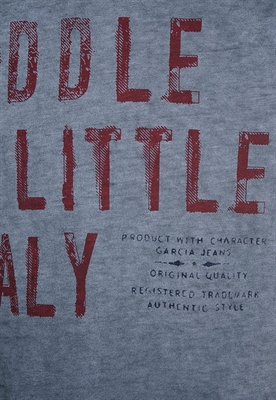 DDLE
LITTLE
ALY
PRODUCT WITH CHARACTER
GARCIA JEANS
ORIGINAL QUALITY
REGISTERED TRADEMARK
AUTHENTIC STYLE